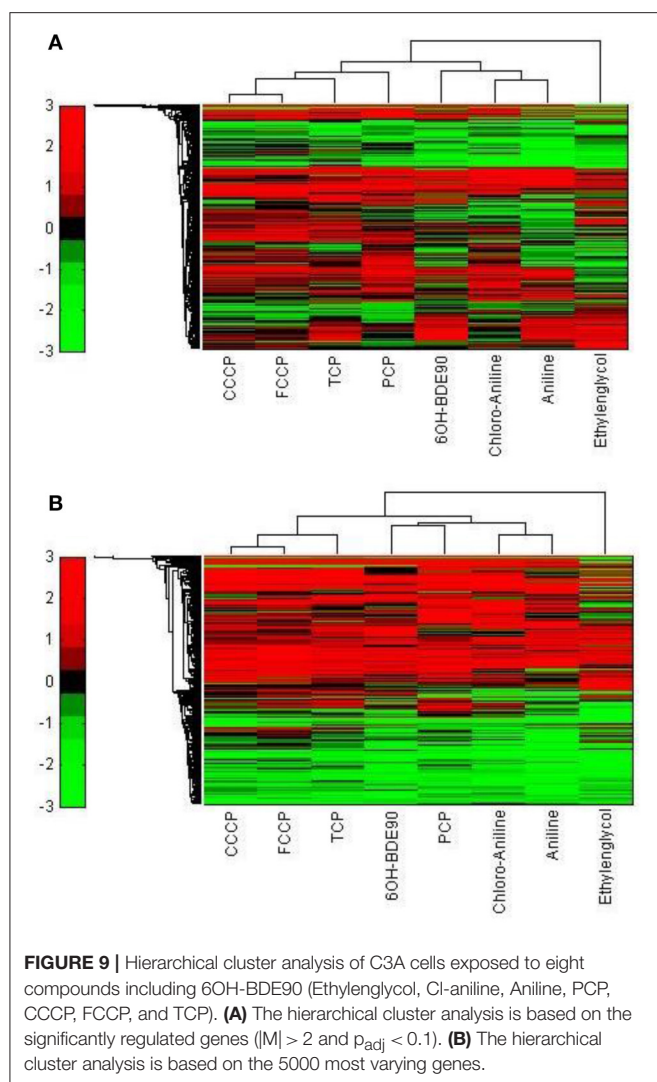 A
3
2
1
0
-1
-2
-3
CCCP
FCCP
TCP
PCP
6OH-BDE90
Chloro-Aniline
Aniline
Ethylenglycol
B
3
2
1
0
-1
-2
-3
CCCP
FCCP
TCP
6OH-BDE90
PCP
Chloro-Aniline
Aniline
Ethylenglycol
FIGURE 9 | Hierarchical cluster analysis of C3A cells exposed to eight
compounds including 6OH-BDE90 (Ethylenglycol, Cl-aniline, Aniline, PCP,
CCCP, FCCP, and TCP). (A) The hierarchical cluster analysis is based on the
significantly regulated genes (|M| > 2 and padj < 0.1). (B) The hierarchical
cluster analysis is based on the 5000 most varying genes.